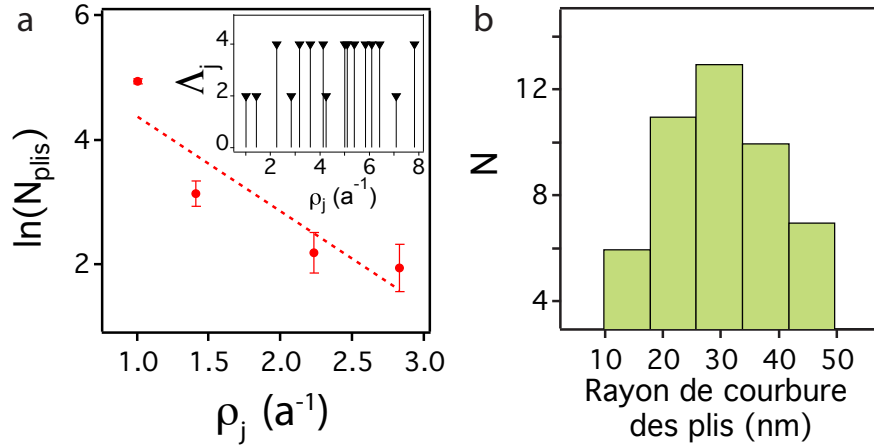 a
6
4
2
ln(Nplis)
1.0 1.5 2.0 2.5 3.0
ρj (a-1)
4
2
0
Λj
2 4 6 8
ρj (a-1)
b
12
8
4
N
10 20 30 40 50
Rayon de courbure
des plis (nm)